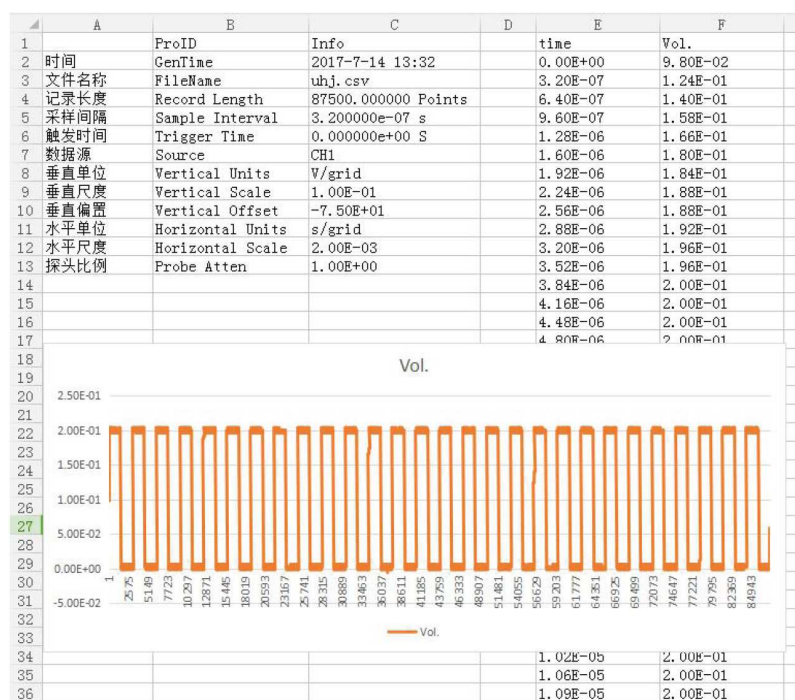 A B C D E F
1 ProID Info time Vol.
2 时间 GenTime 2017-7-14 13:32 0.00E+00 9.80E-02
3 文件名称 FileName uhj.csv 3.20E-07 1.24E-01
4 记录长度 Record Length 87500.000000 Points 6.40E-07 1.40E-01
5 采样间隔 Sample Interval 3.200000e-07 s 9.60E-07 1.58E-01
6 触发时间 Trigger Time 0.000000e+00 S 1.28E-06 1.66E-01
7 数据源 Source CH1 1.60E-06 1.80E-01
8 垂直单位 Vertical Units V/grid 1.92E-06 1.84E-01
9 垂直尺度 Vertical Scale 1.00E-01 2.24E-06 1.88E-01
10 垂直偏置 Vertical Offset -7.50E+01 2.56E-06 1.88E-01
11 水平单位 Horizontal Units s/grid 2.88E-06 1.92E-01
12 水平尺度 Horizontal Scale 2.00E-03 3.20E-06 1.96E-01
13 探头比例 Probe Atten 1.00E+00 3.52E-06 1.96E-01
14 3.84E-06 2.00E-01
15 4.16E-06 2.00E-01
16 4.48E-06 2.00E-01
17 4.80E-06 2.00E-01
18
19
20
21
22
23
24
25
26
27
28
29
30
31
32
33
Vol.
2.50E-01
2.00E-01
1.50E-01
1.00E-01
5.00E-02
0.00E+00
-5.00E-02
1 2575 5149 7723 10297 12871 15445 18019 20593 23167 25741 28315 30889 33463 36037 38611 41185 43759 46333 48907 51481 54055 56629 59203 61777 64351 66925 69499 72073 74647 77221 79795 82369 84943
Vol.
34 1.02E-05 2.00E-01
35 1.06E-05 2.00E-01
36 1.09E-05 2.00E-01